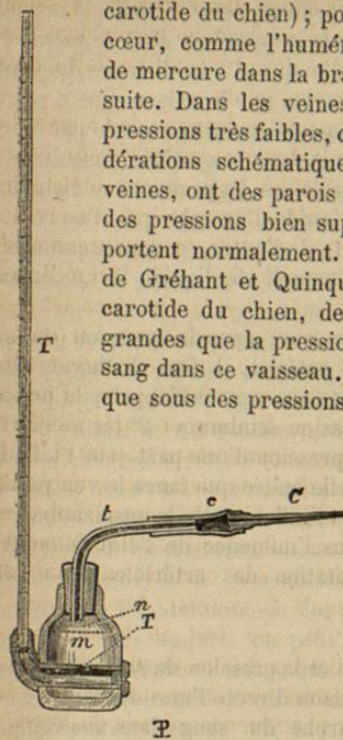 carotide du chien) ; po
cœur, comme l'humér
de mercure dans la bra
suite. Dans les veines
pressions très faibles, c
dérations schématique
veines, ont des parois
des pressions bien sup
portent normalement.
de Gréhant et Quinqu
carotide du chien, de
grandes que la pressio
sang dans ce vaisseau.
que sous des pressions
T
t
c
C
n
T
m
P